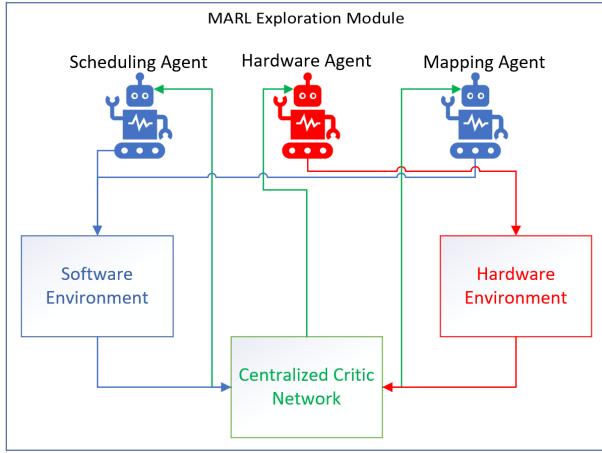 MARL Exploration Module
Scheduling Agent
Hardware Agent
Mapping Agent
Software
Environment
Hardware
Environment
Centralized Critic
Network